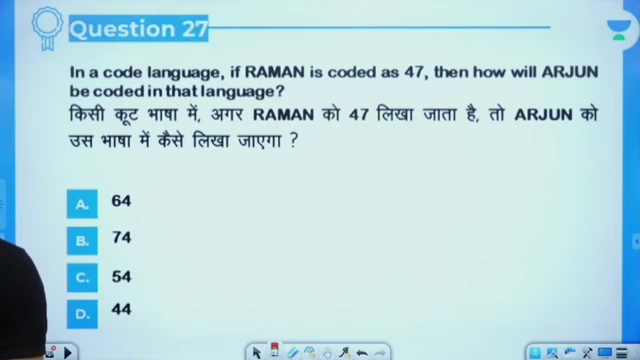 Question 27
In a code language, if RAMAN is coded as 47, then how will ARJUN
be coded in that language?
किसी कूट भाषा में, अगर RAMAN को 47 लिखा जाता है, तो ARJUN को
उस भाषा में कैसे लिखा जाएगा ?
A. 64
B. 74
C. 54
D. 44